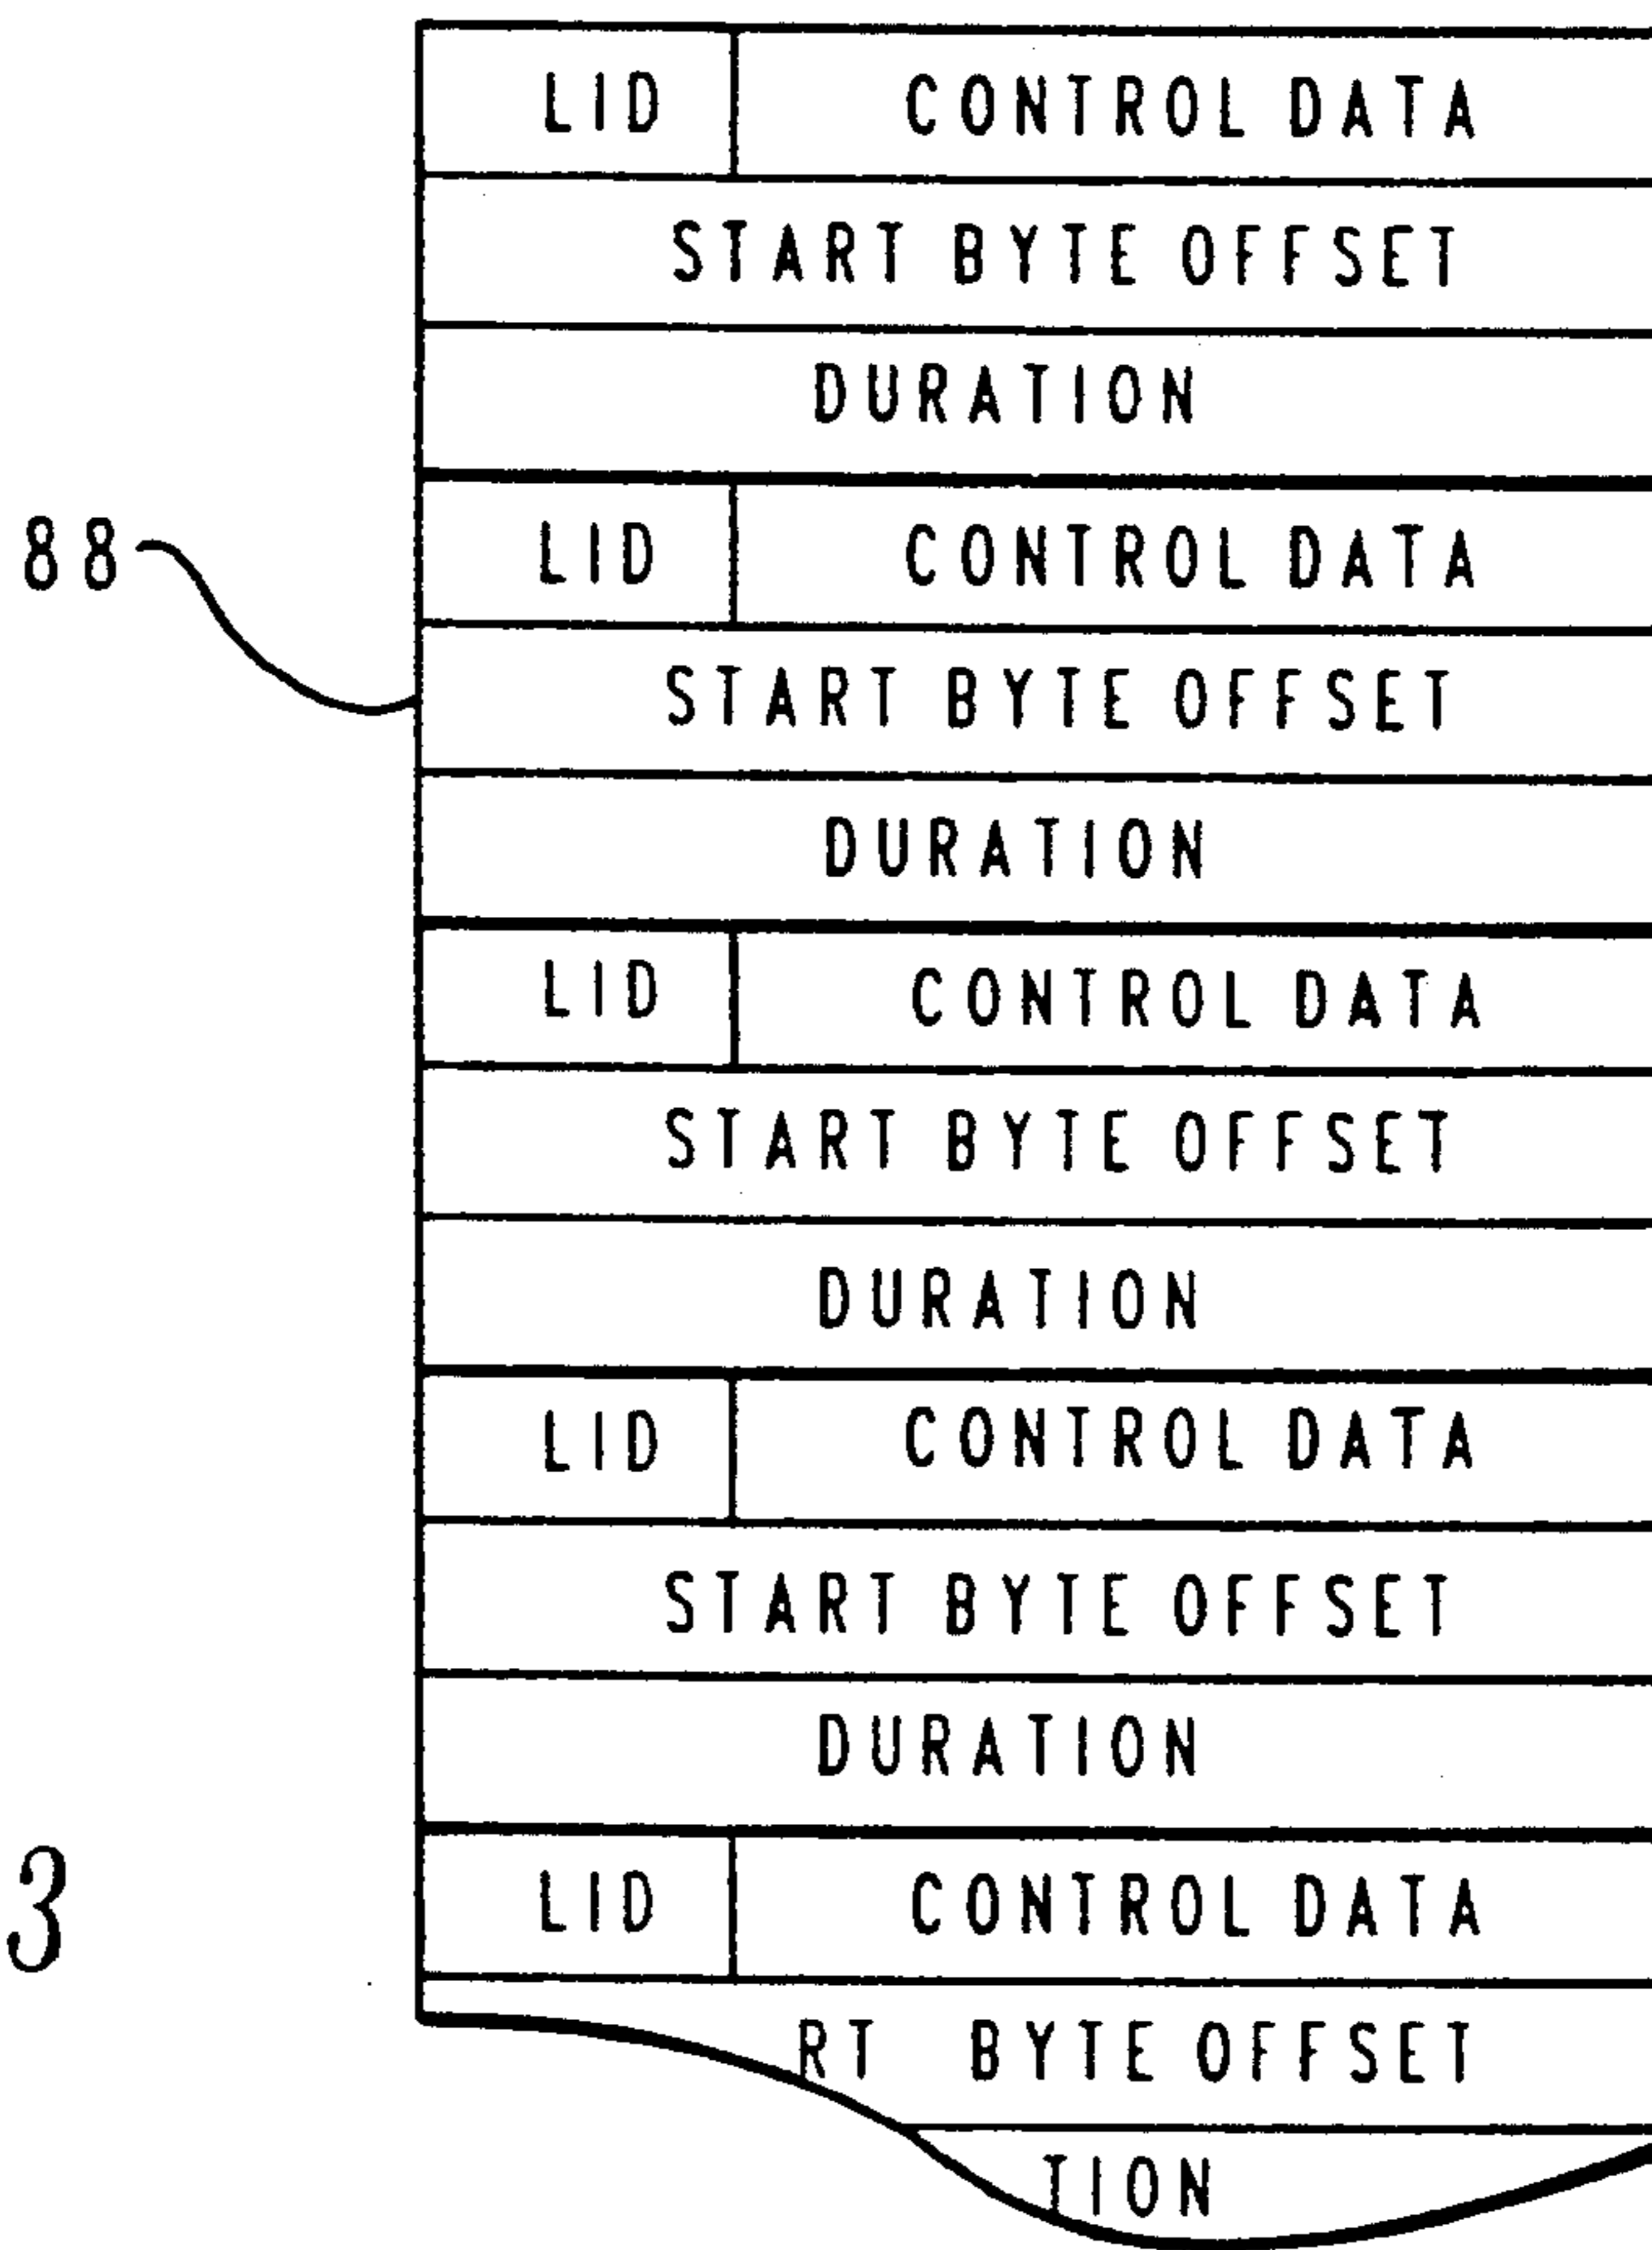 LID CONTROL DATA
START BYTE OFFSET
DURATION
88
LID CONTROL DATA
START BYTE OFFSET
DURATION
LID CONTROL DATA
START BYTE OFFSET
DURATION
LID CONTROL DATA
START BYTE OFFSET
DURATION
3
LID CONTROL DATA
RT BYTE OFFSET
TION